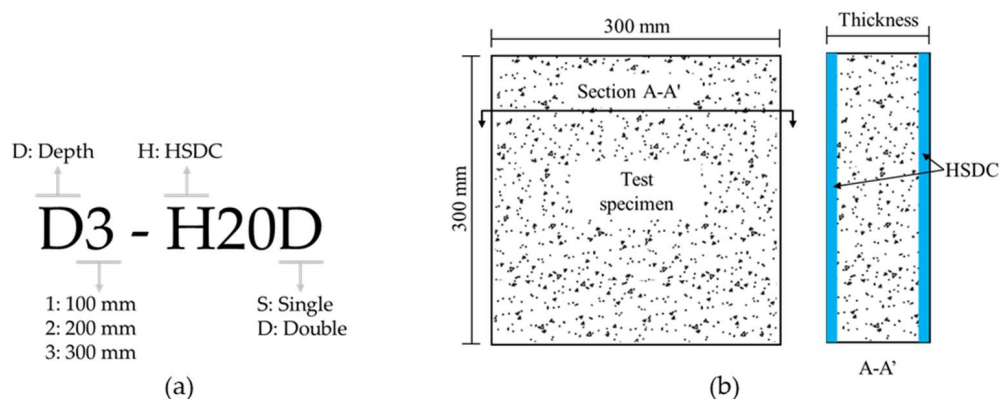 D: Depth
H: HSDC
D3 - H20D
1: 100 mm
2: 200 mm
3: 300 mm
S: Single
D: Double
(a)
300 mm
Thickness
Section A-A'
300 mm
Test
specimen
HSDC
A-A’
(b)